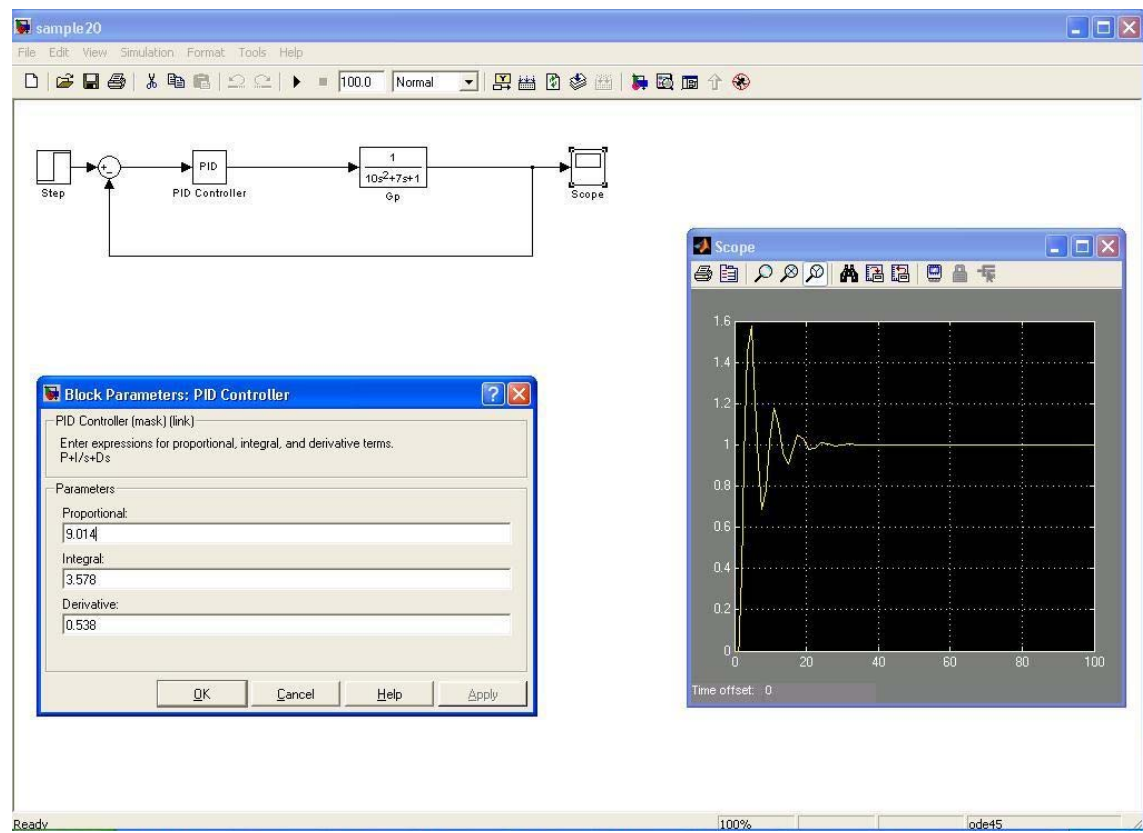 sample20
File Edit View Simulation Format Tools Help
100.0 Normal
Step
+-
PID
PID Controller
1
10s²+7s+1
Gp
Scope
Scope
1.6
1.4
1.2
1
0.8
0.6
0.4
0.2
0
0 20 40 60 80 100
Time offset: 0
Block Parameters: PID Controller
PID Controller (mask) (link)
Enter expressions for proportional, integral, and derivative terms.
P+I/s+Ds
Parameters
Proportional:
9.014
Integral:
3.578
Derivative:
0.538
OK Cancel Help Apply
Ready 100% ode45